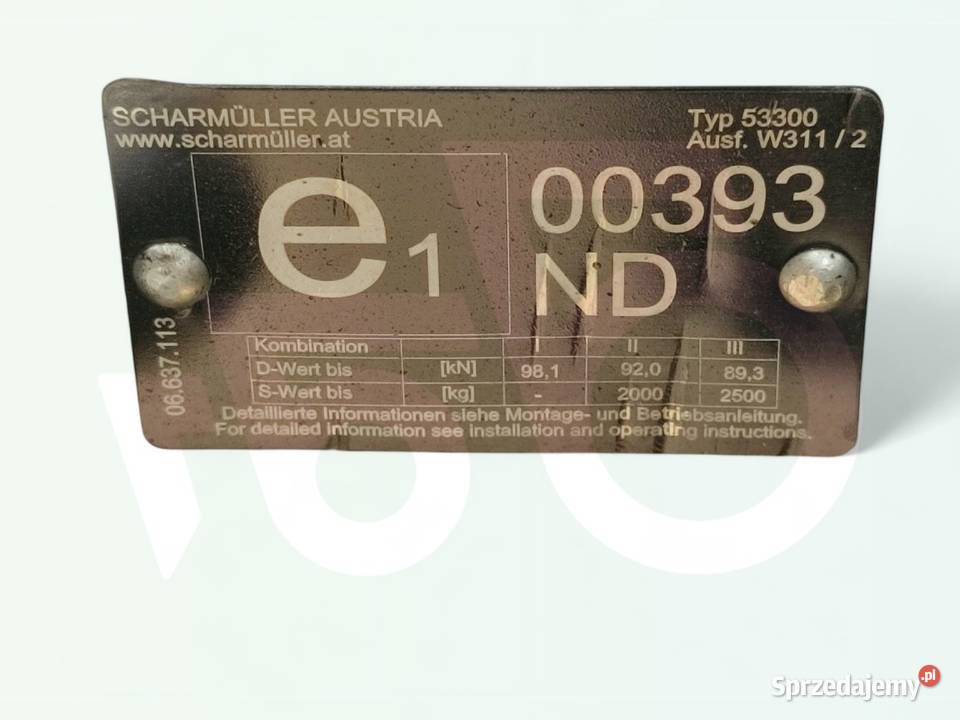 SCHARMÜLLER AUSTRIA
www.scharmüller.at
Typ 53300
Ausf. W311 / 2
e1
00393
ND
06.637.113
Kombination I II III
D-Wert bis [kN] 98,1 92,0 89,3
S-Wert bis [kg] - 2000 2500
Detaillierte Informationen siehe Montage- und Betriebsanleitung.
For detailed information see installation and operating instructions.
Sprzedajemy.pl